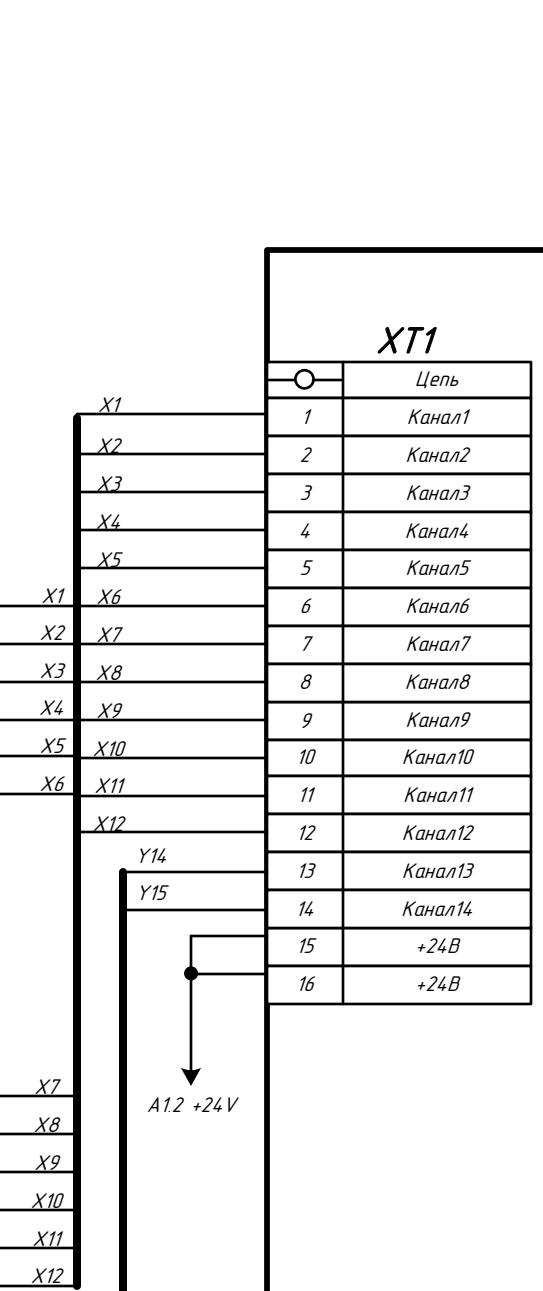 XT1
Цепь
X1
1 Канал1
X2
2 Канал2
X3
3 Канал3
X4
4 Канал4
X5
5 Канал5
X1 X6
6 Канал6
X2 X7
7 Канал7
X3 X8
8 Канал8
X4 X9
9 Канал9
X5 X10
10 Канал10
X6 X11
11 Канал11
X12
12 Канал12
Y14
13 Канал13
Y15
14 Канал14
15 +24В
16 +24В
X7
A1.2 +24V
X8
X9
X10
X11
X12